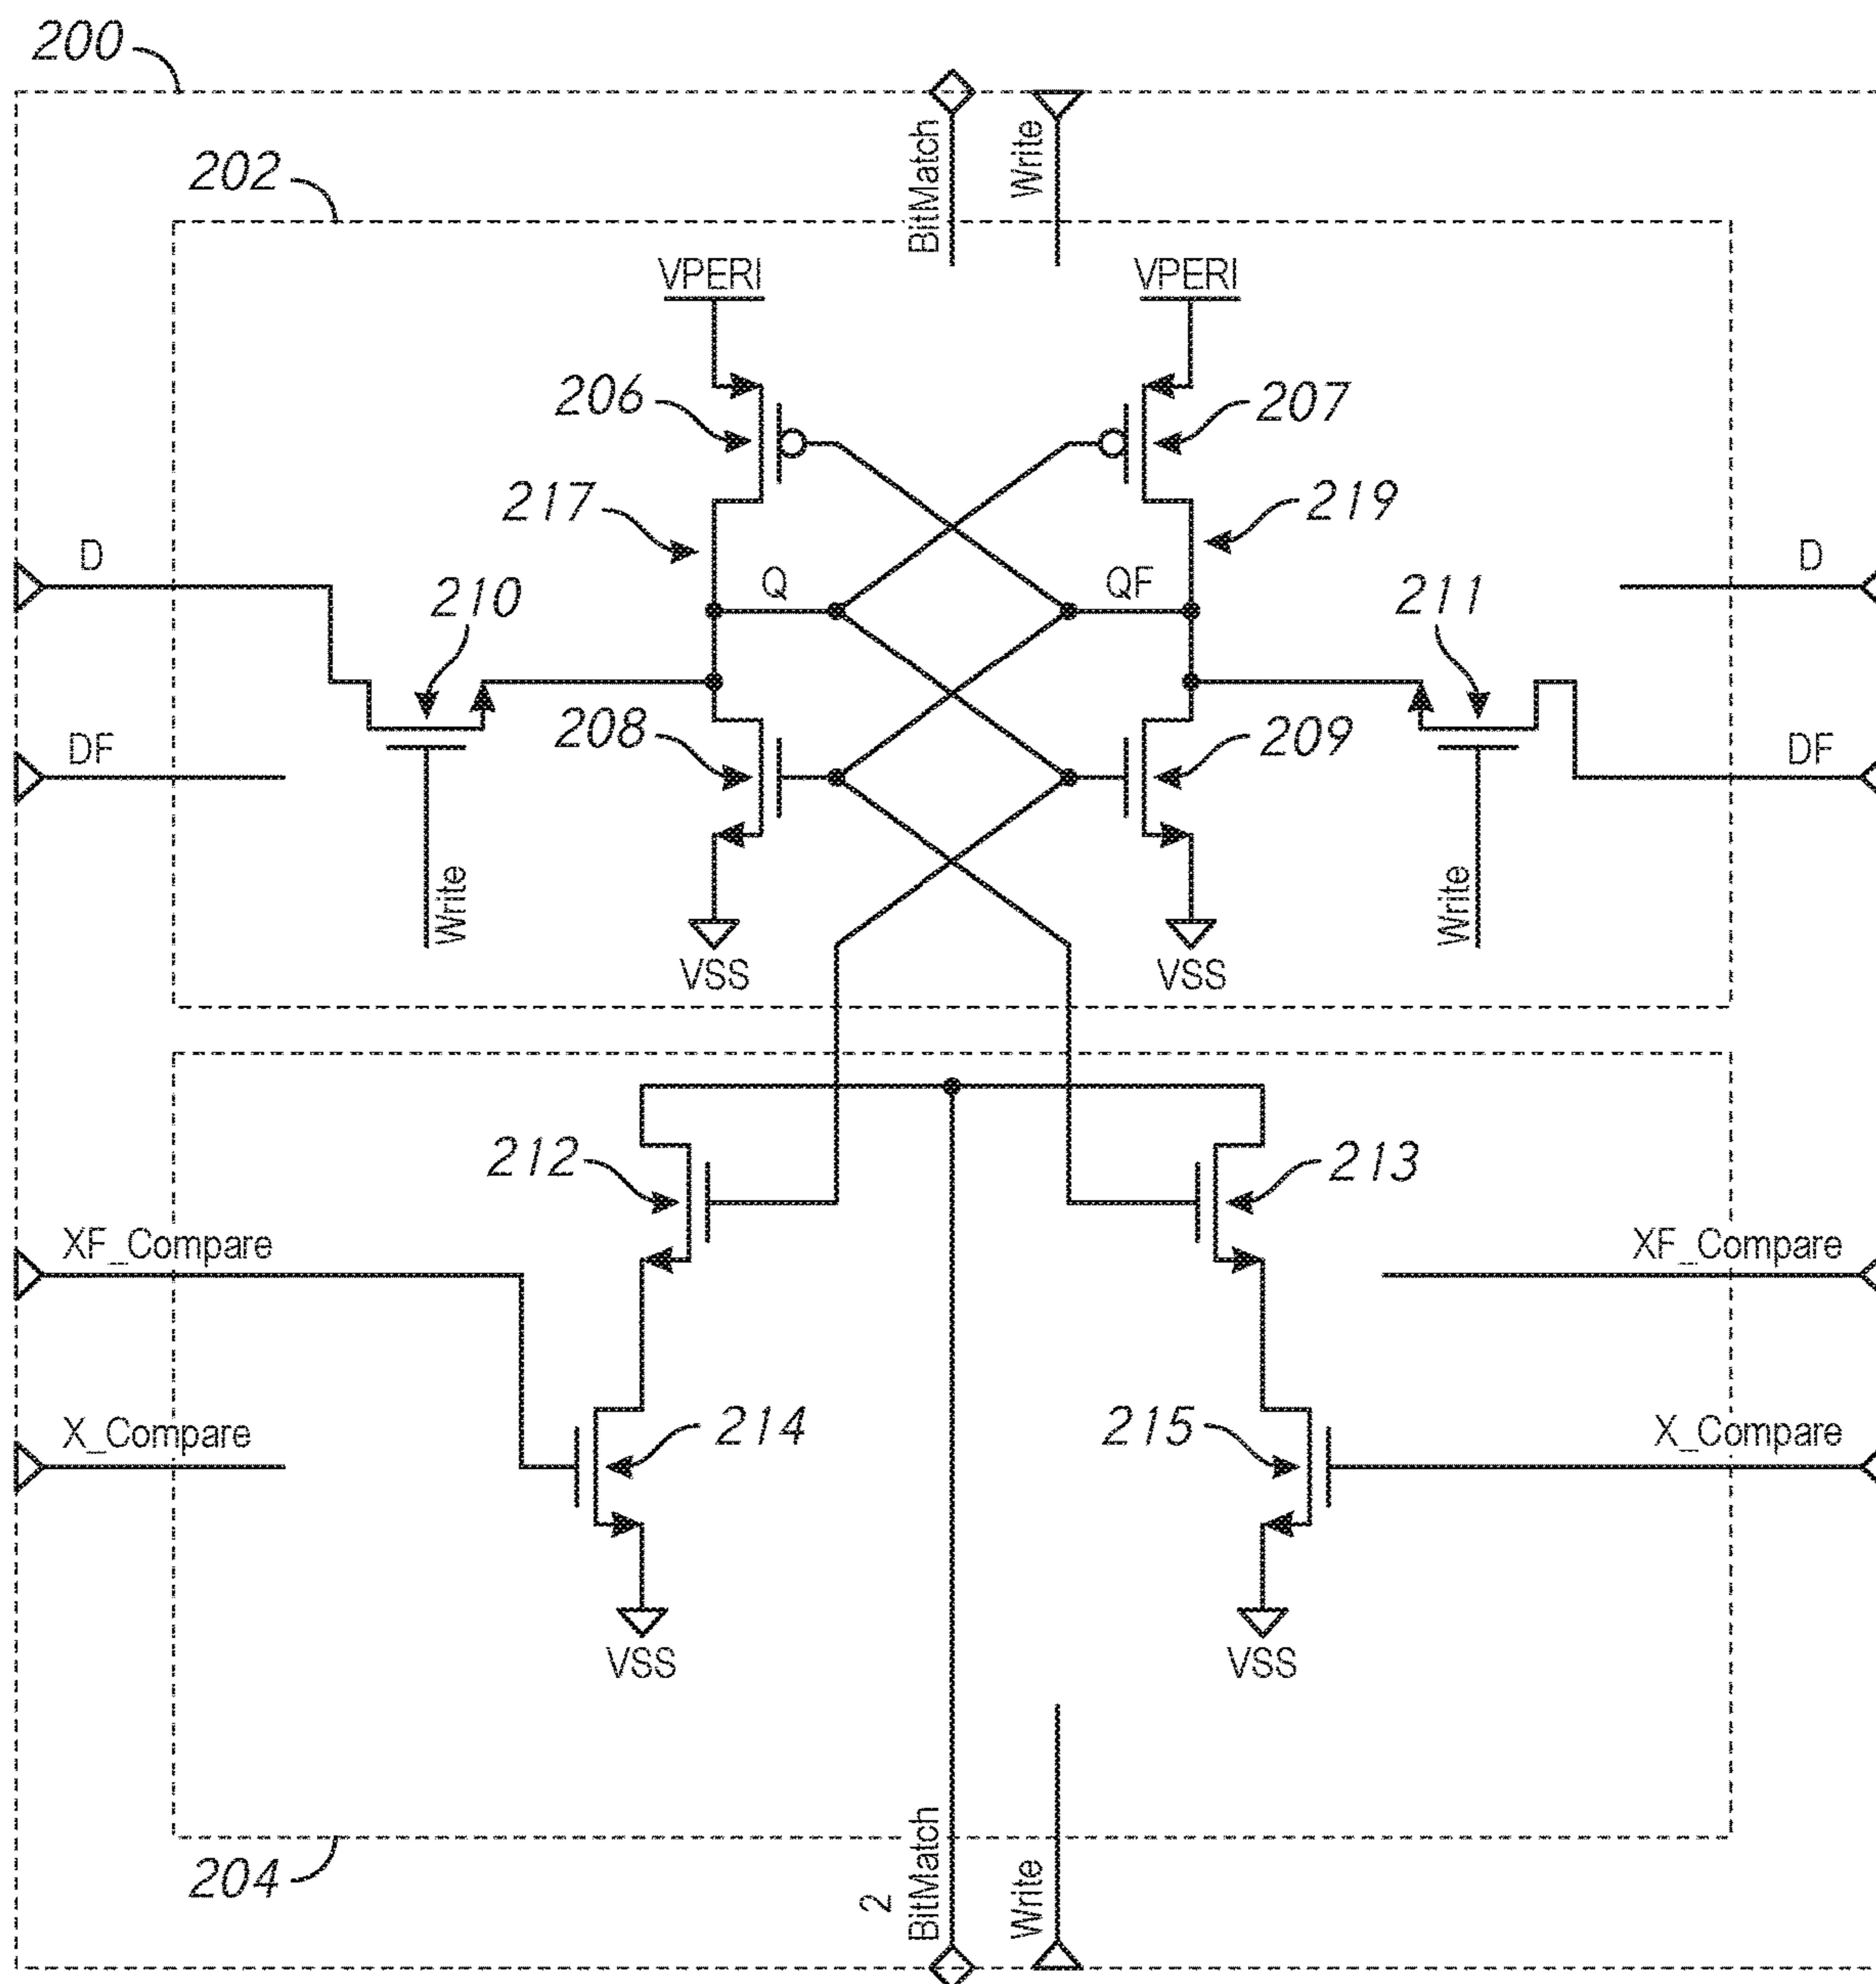 200
BitMatch
Write
202
VPERI
VPERI
206
207
217
219
D
Q
QF
D
210
211
DF
208
209
DF
Write
Write
VSS
VSS
212
213
XF_Compare
XF_Compare
X_Compare
214
215
X_Compare
VSS
VSS
204
2
BitMatch
Write